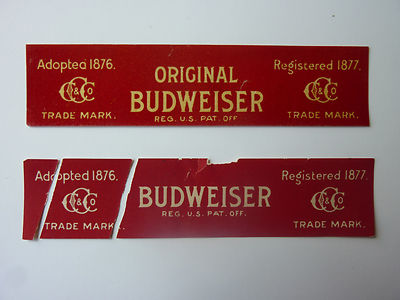 Adopted 1876.
C&Co
TRADE MARK.
ORIGINAL
BUDWEISER
REG. U.S. PAT. OFF
Registered 1877.
C&Co
TRADE MARK.
Adopted 1876.
C&Co
TRADE MARK.
BUDWEISER
REG. U.S. PAT. OFF.
Registered 1877.
C&Co
TRADE MARK.